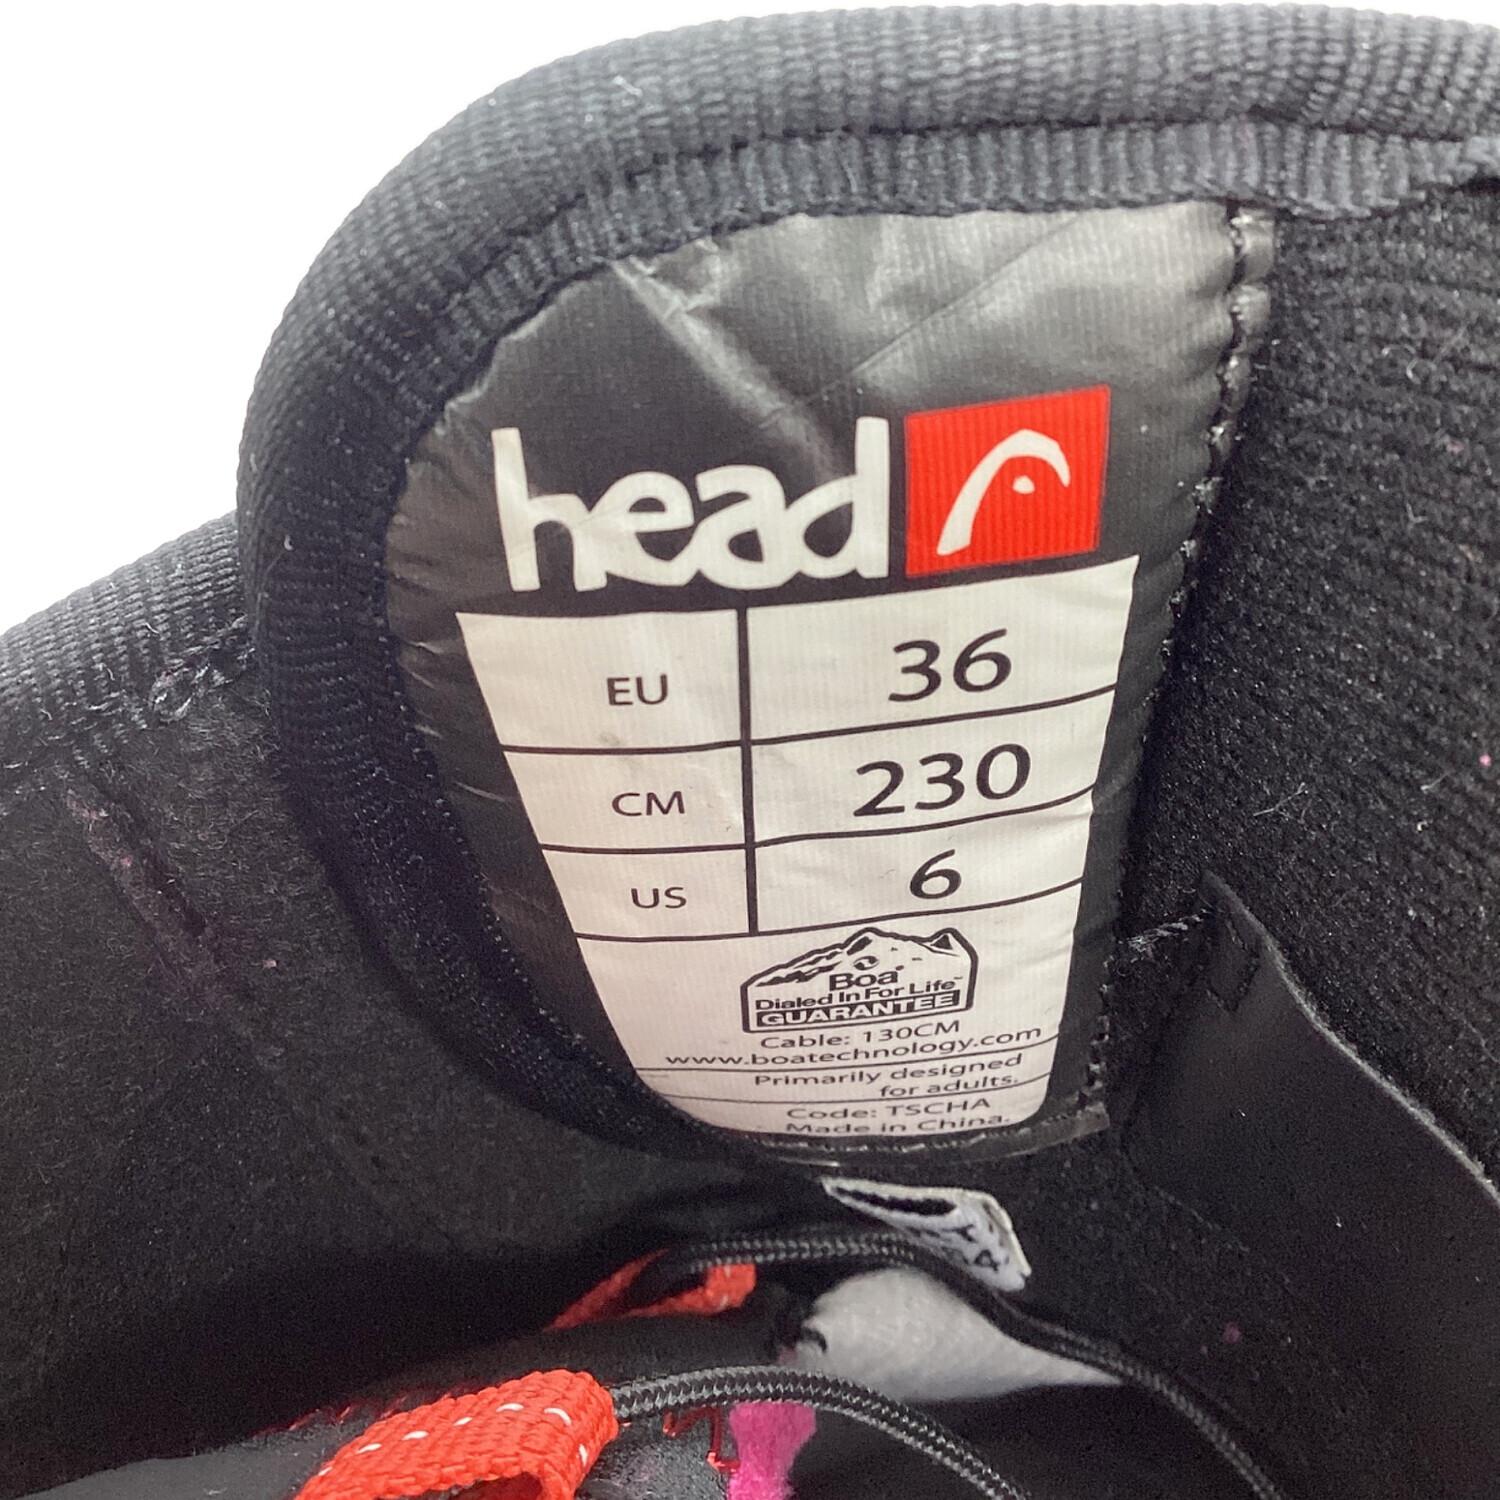 head
EU 36
CM 230
US 6
Boa
Dialed In For Life™
GUARANTEE
Cable: 130CM
www.boatechnology.com
Primarily designed
for adults.
Code: TSCHA
Made in China.